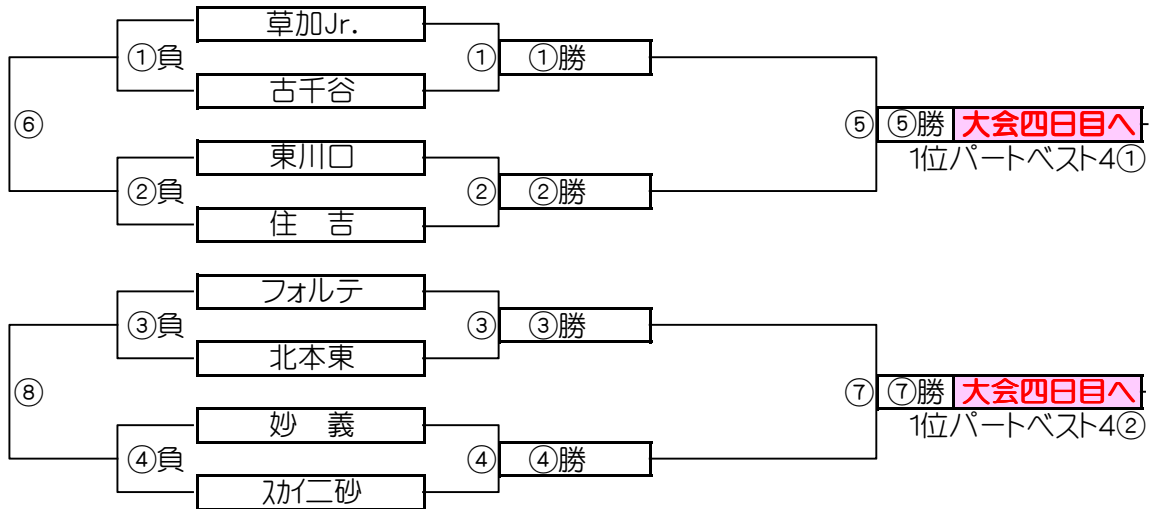 草加Jr.
①負 ① ①勝
古千谷
⑥ ⑤ ⑤勝 大会四日目へ
東川口 1位パートベスト4①
②負 ② ②勝
住　吉
フォルテ
③負 ③ ③勝
北本東
⑧ ⑦ ⑦勝 大会四日目へ
妙　義 1位パートベスト4②
④負 ④ ④勝
ｽｶｲ二砂